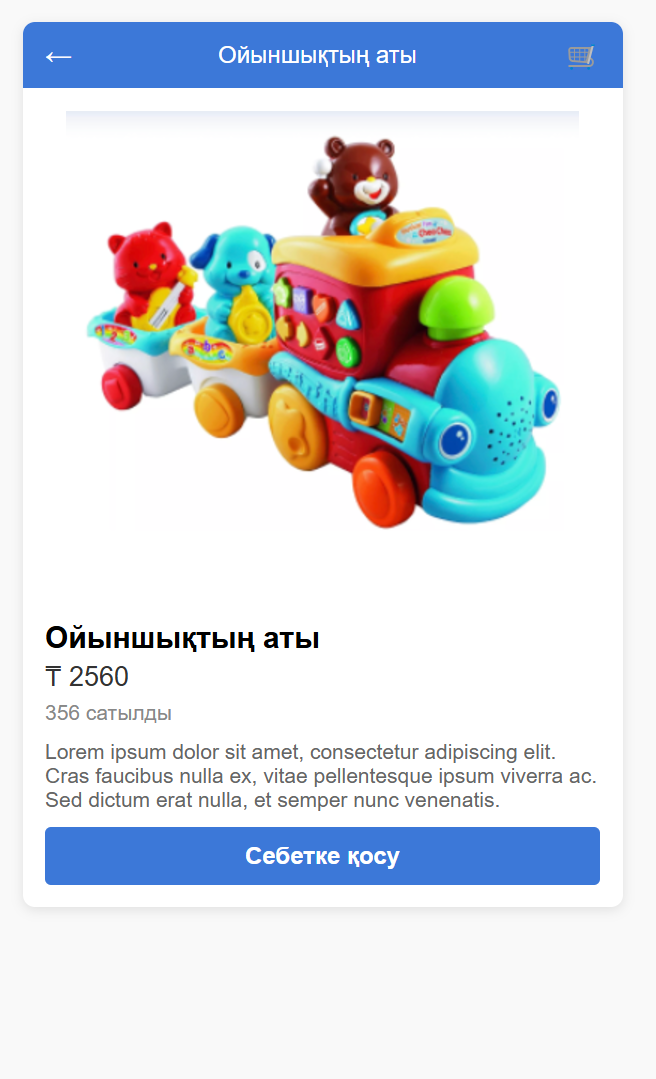 ← Ойыншықтың аты
Ойыншықтың аты
₸ 2560
356 сатылды
Lorem ipsum dolor sit amet, consectetur adipiscing elit.
Cras faucibus nulla ex, vitae pellentesque ipsum viverra ac.
Sed dictum erat nulla, et semper nunc venenatis.
Себетке қосу